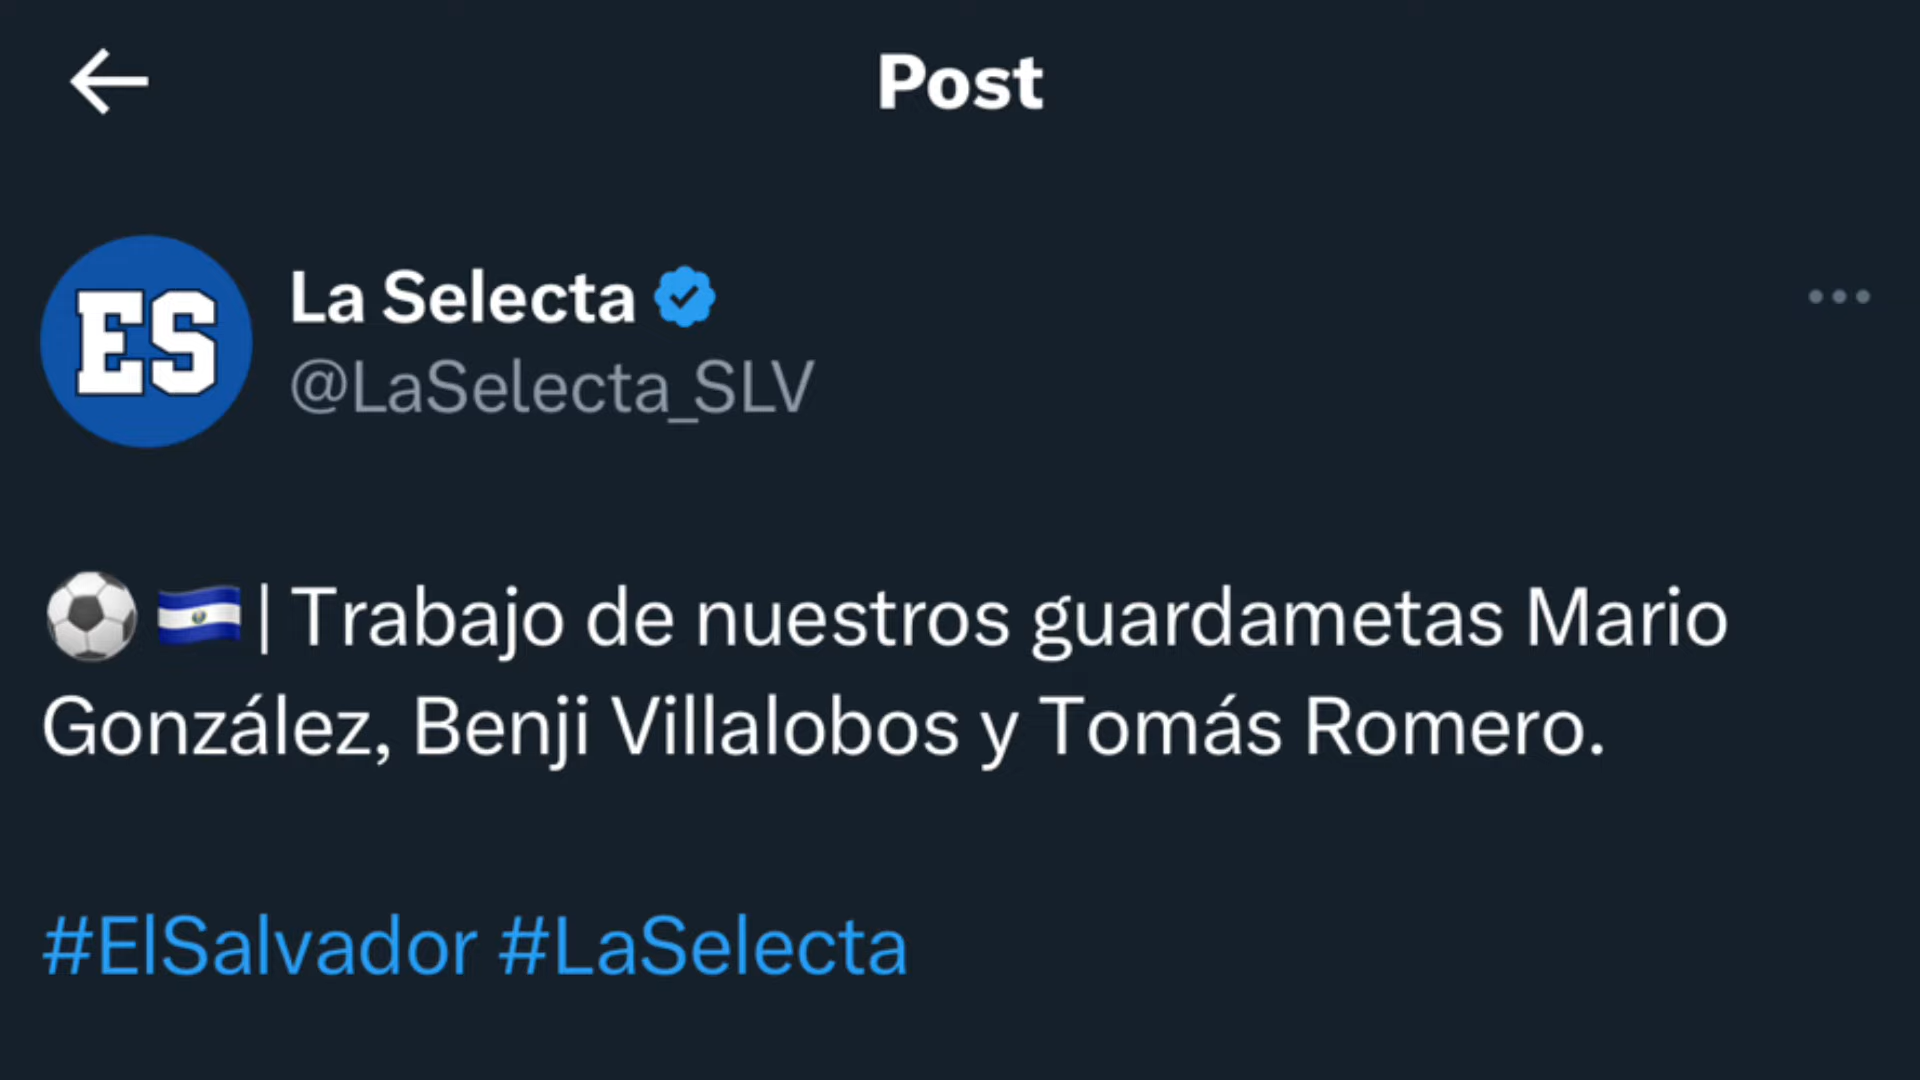 Post
ES
La Selecta
@LaSelecta_SLV
⚽️ 🇸🇻| Trabajo de nuestros guardametas Mario
González, Benji Villalobos y Tomás Romero.
#ElSalvador #LaSelecta